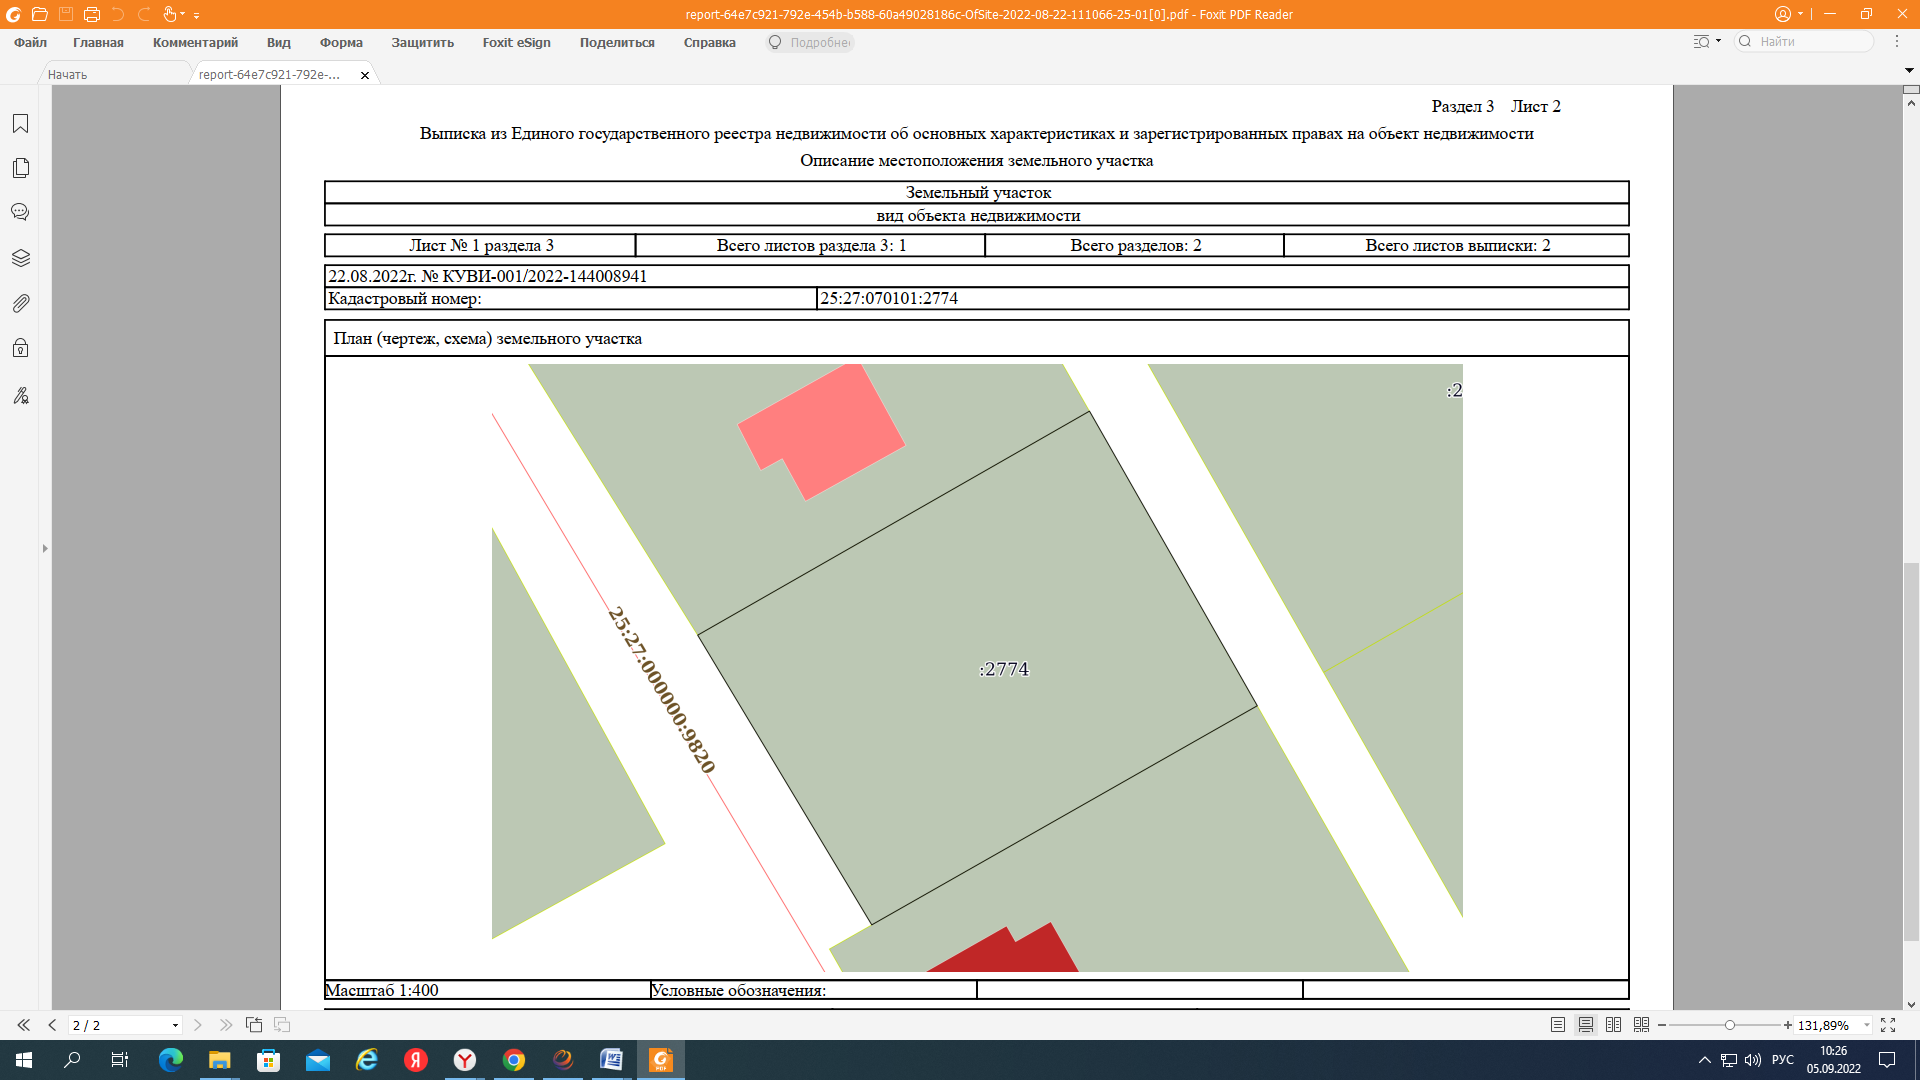 report-64e7c921-792e-454b-b588-60a49028186c-OfSite-2022-08-22-111066-25-01[0].pdf - Foxit PDF Reader
Файл Главная Комментарий Вид Форма Защитить Foxit eSign Поделиться Справка Подробнее Найти
Начать report-64e7c921-792e-...
Раздел 3 Лист 2
Выписка из Единого государственного реестра недвижимости об основных характеристиках и зарегистрированных правах на объект недвижимости
Описание местоположения земельного участка
Земельный участок
вид объекта недвижимости
Лист № 1 раздела 3 Всего листов раздела 3: 1 Всего разделов: 2 Всего листов выписки: 2
22.08.2022г. № КУВИ-001/2022-144008941
Кадастровый номер: 25:27:070101:2774
План (чертеж, схема) земельного участка
:2
25:27:000000:9820
:2774
Масштаб 1:400 Условные обозначения:
2 / 2 131,89%
РУС 10:26
05.09.2022